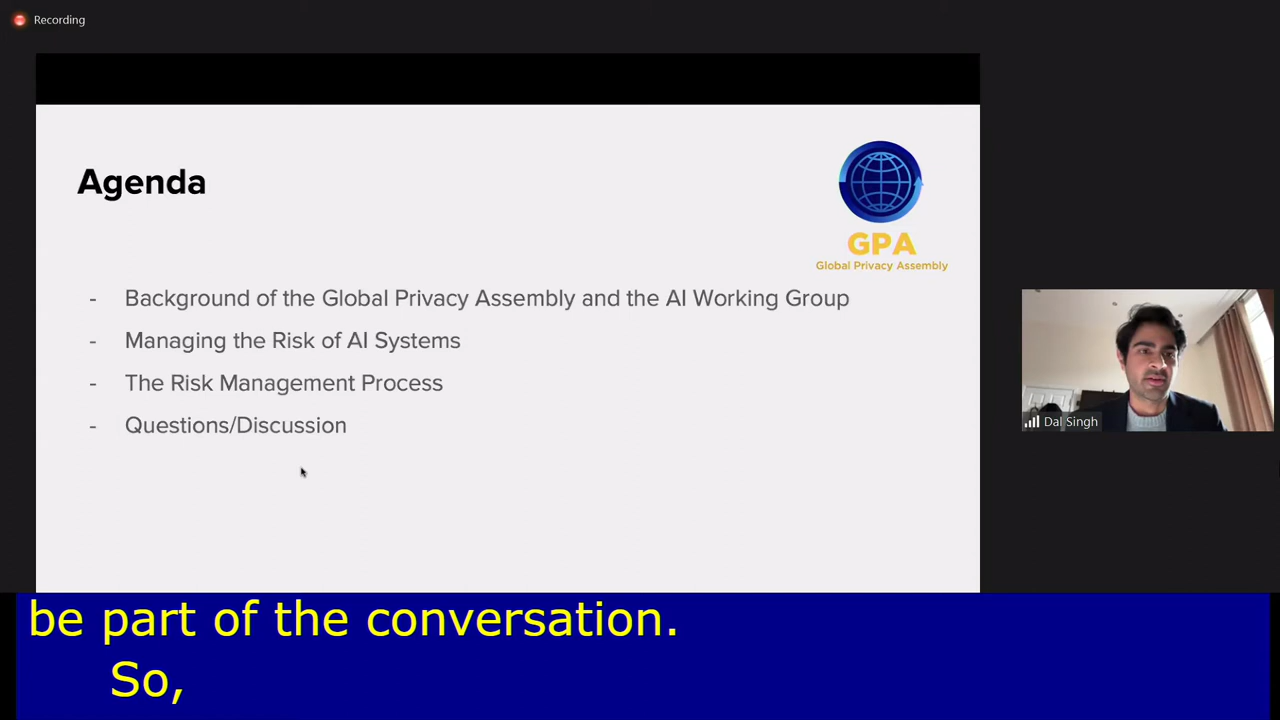 Recording
Agenda
GPA
Global Privacy Assembly
- Background of the Global Privacy Assembly and the AI Working Group
- Managing the Risk of AI Systems
- The Risk Management Process
- Questions/Discussion
Dal Singh
be part of the conversation.
So,